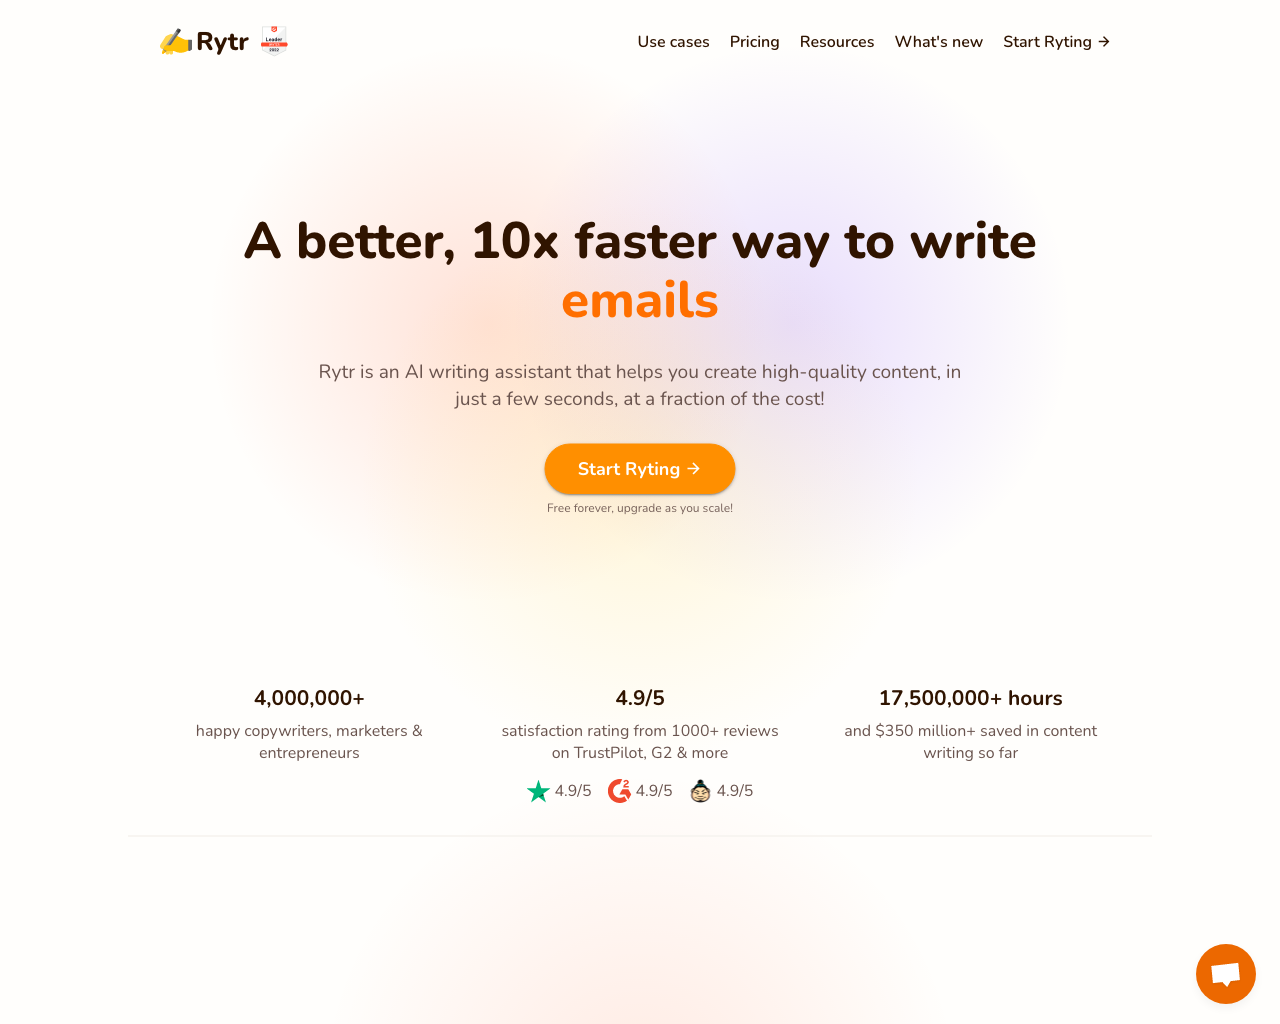 Rytr
Leader
2022
Use cases
Pricing
Resources
What's new
Start Ryting →
A better, 10x faster way to write
emails
Rytr is an AI writing assistant that helps you create high-quality content, in
just a few seconds, at a fraction of the cost!
Start Ryting →
Free forever, upgrade as you scale!
4,000,000+
happy copywriters, marketers &
entrepreneurs
4.9/5
satisfaction rating from 1000+ reviews
on TrustPilot, G2 & more
4.9/5
4.9/5
4.9/5
17,500,000+ hours
and $350 million+ saved in content
writing so far